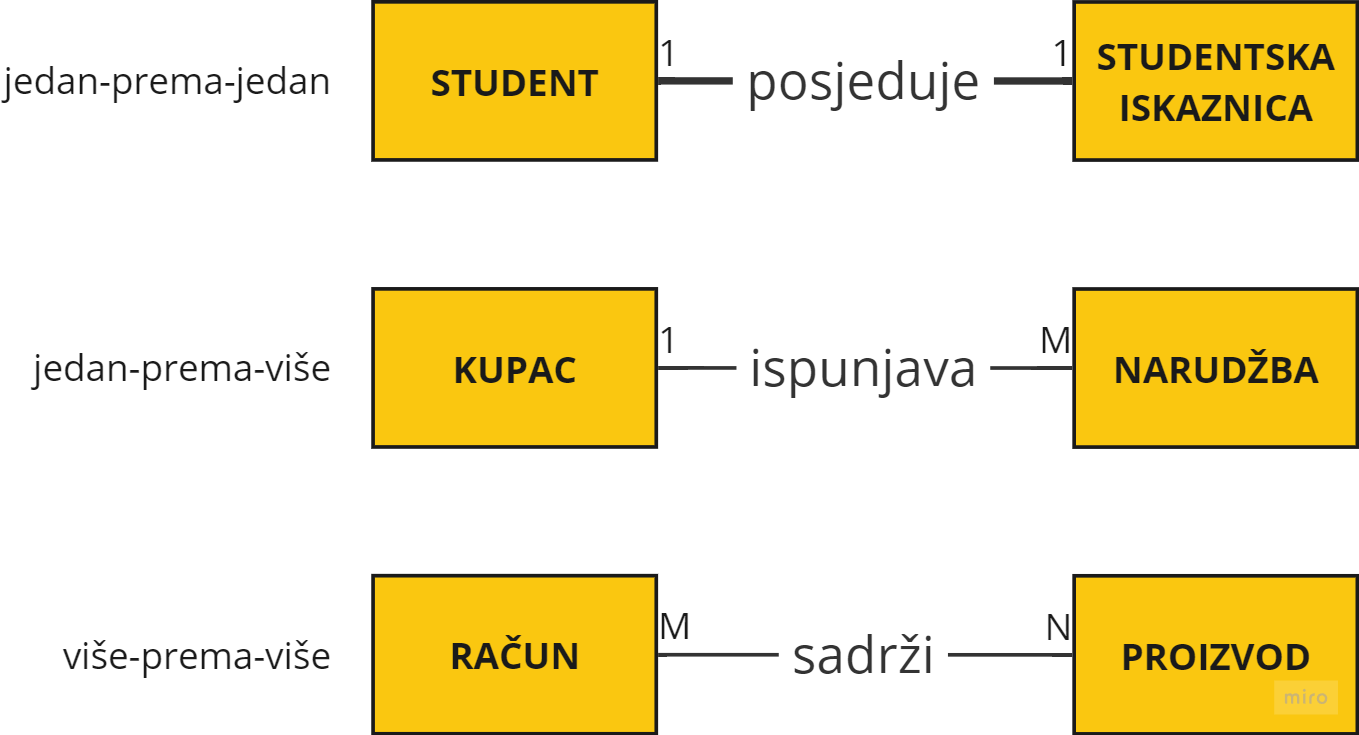 jedan-prema-jedan
STUDENT
1
posjeduje
1
STUDENTSKA
ISKAZNICA
jedan-prema-više
KUPAC
1
ispunjava
M
NARUDŽBA
više-prema-više
RAČUN
M
sadrži
N
PROIZVOD
miro